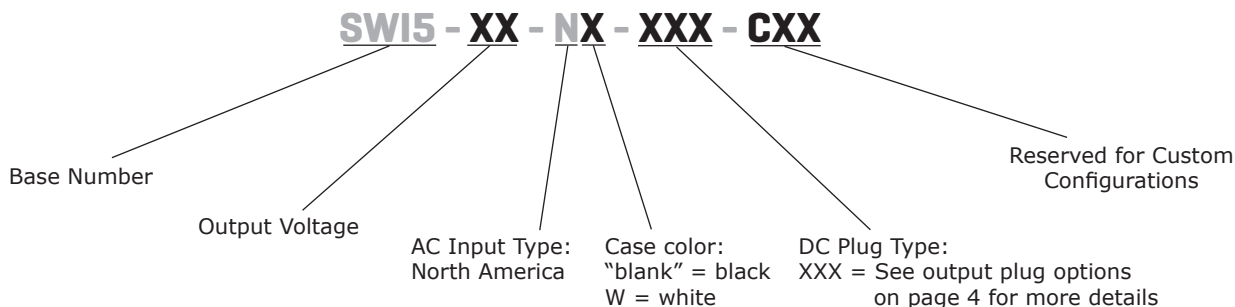 SWI5 - XX - NX - XXX - CXX
Base Number
Output Voltage
AC Input Type:
North America
Case color:
“blank” = black
W = white
DC Plug Type:
XXX = See output plug options
on page 4 for more details
Reserved for Custom
Configurations